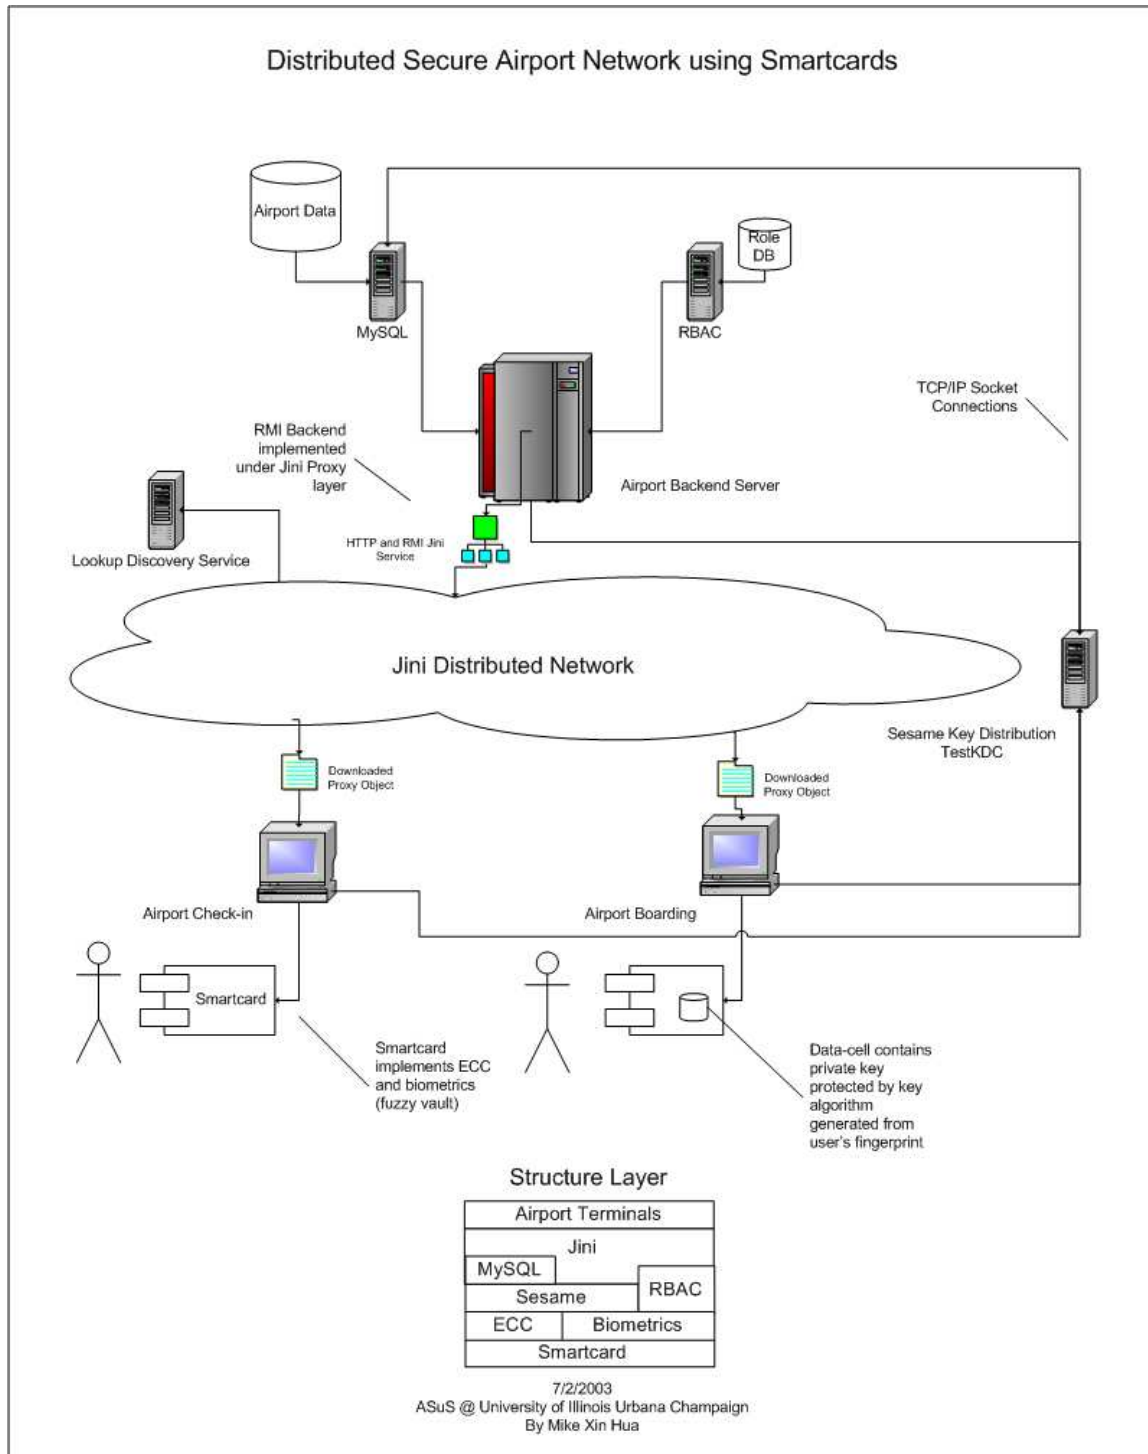 Distributed Secure Airport Network using Smartcards
Airport Data
Role
DB
MySQL
RBAC
TCP/IP Socket
Connections
RMI Backend
implemented
under Jini Proxy
layer
Airport Backend Server
HTTP and RMI Jini
Service
Lookup Discovery Service
Jini Distributed Network
Sesame Key Distribution
TestKDC
Downloaded
Proxy Object
Downloaded
Proxy Object
Airport Check-in
Airport Boarding
Smartcard
Smartcard
implements ECC
and biometrics
(fuzzy vault)
Data-cell contains
private key
protected by key
algorithm
generated from
user's fingerprint
Structure Layer
Airport Terminals
Jini
MySQL
RBAC
Sesame
ECC
Biometrics
Smartcard
7/2/2003
ASuS @ University of Illinois Urbana Champaign
By Mike Xin Hua